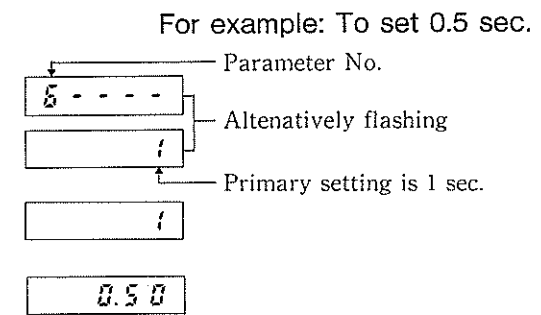 For example: To set 0.5 sec.
Parameter No.
6 - - - -
Altenatively flashing
1
Primary setting is 1 sec.
1
0.50